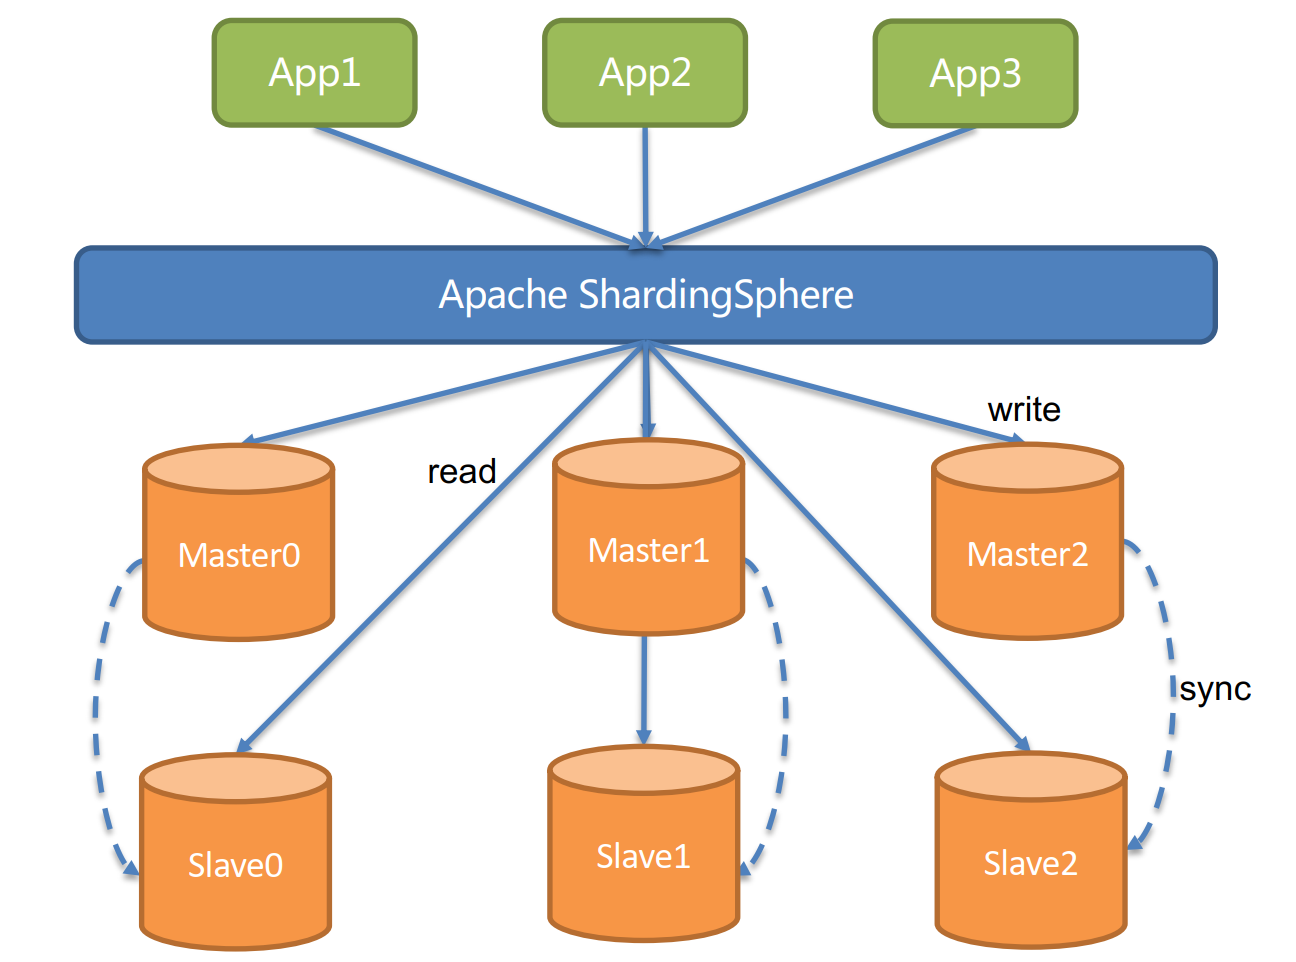 App1
App2
App3
Apache ShardingSphere
write
read
Master0
Master1
Master2
sync
Slave0
Slave1
Slave2